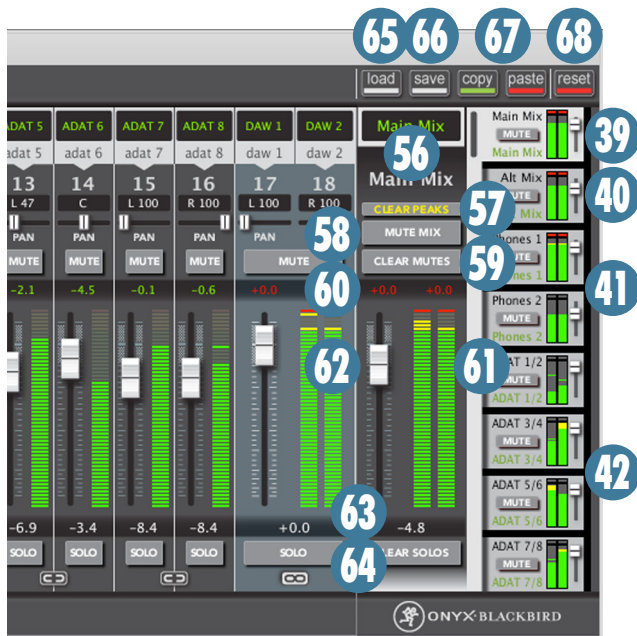 65 66 67 68
load save copy paste reset
ADAT 5 ADAT 6 ADAT 7 ADAT 8 DAW 1 DAW 2 Main Mix
adat 5 adat 6 adat 7 adat 8 daw 1 daw 2
56
13 14 15 16 17 18 Main Mix
L 47 C L 100 R 100 L 100 R 100
CLEAR PEAKS 57
PAN PAN PAN PAN PAN 58 MUTE MIX
MUTE MUTE MUTE MUTE MUTE CLEAR MUTES 59
-2.1 -4.5 -0.1 -0.6 +0.0 60 +0.0 +0.0
62 61
-6.9 -3.4 -8.4 -8.4 +0.0 63 -4.8
SOLO SOLO SOLO SOLO SOLO 64 CLEAR SOLOS
Main Mix
MUTE
Main Mix
39
Alt Mix
MUTE
Mix
40
Phones 1
MUTE
Phones 1
Phones 2
MUTE
Phones 2
41
ADAT 1/2
MUTE
ADAT 1/2
ADAT 3/4
MUTE
ADAT 3/4
42
ADAT 5/6
MUTE
ADAT 5/6
ADAT 7/8
MUTE
ADAT 7/8
ONYX·BLACKBIRD